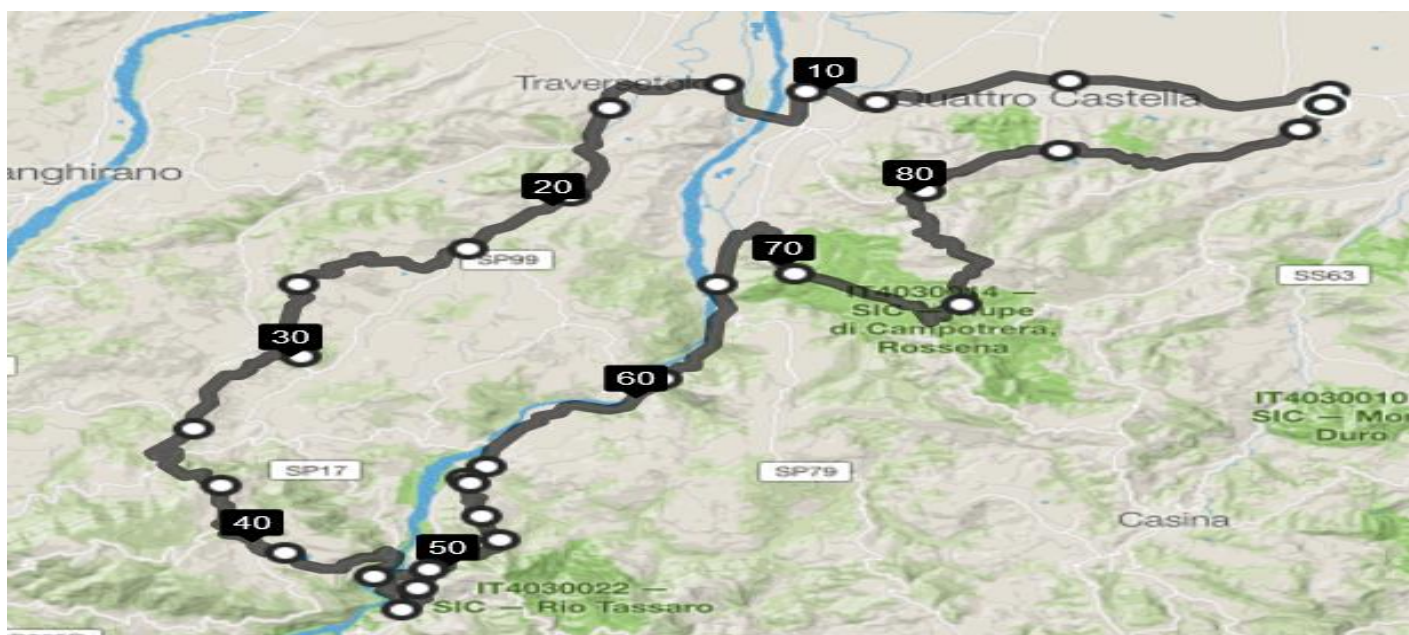 10
Traversetolo
Quattro Castella
anghirano
80
20
70
SP99
SS63
IT4030014 —
SIC — Rupe
di Campotrera,
Rossena
30
60
IT4030010
SIC — Mon
Duro
SP17
SP79
40
Casina
50
IT4030022 —
SIC — Rio Tassaro